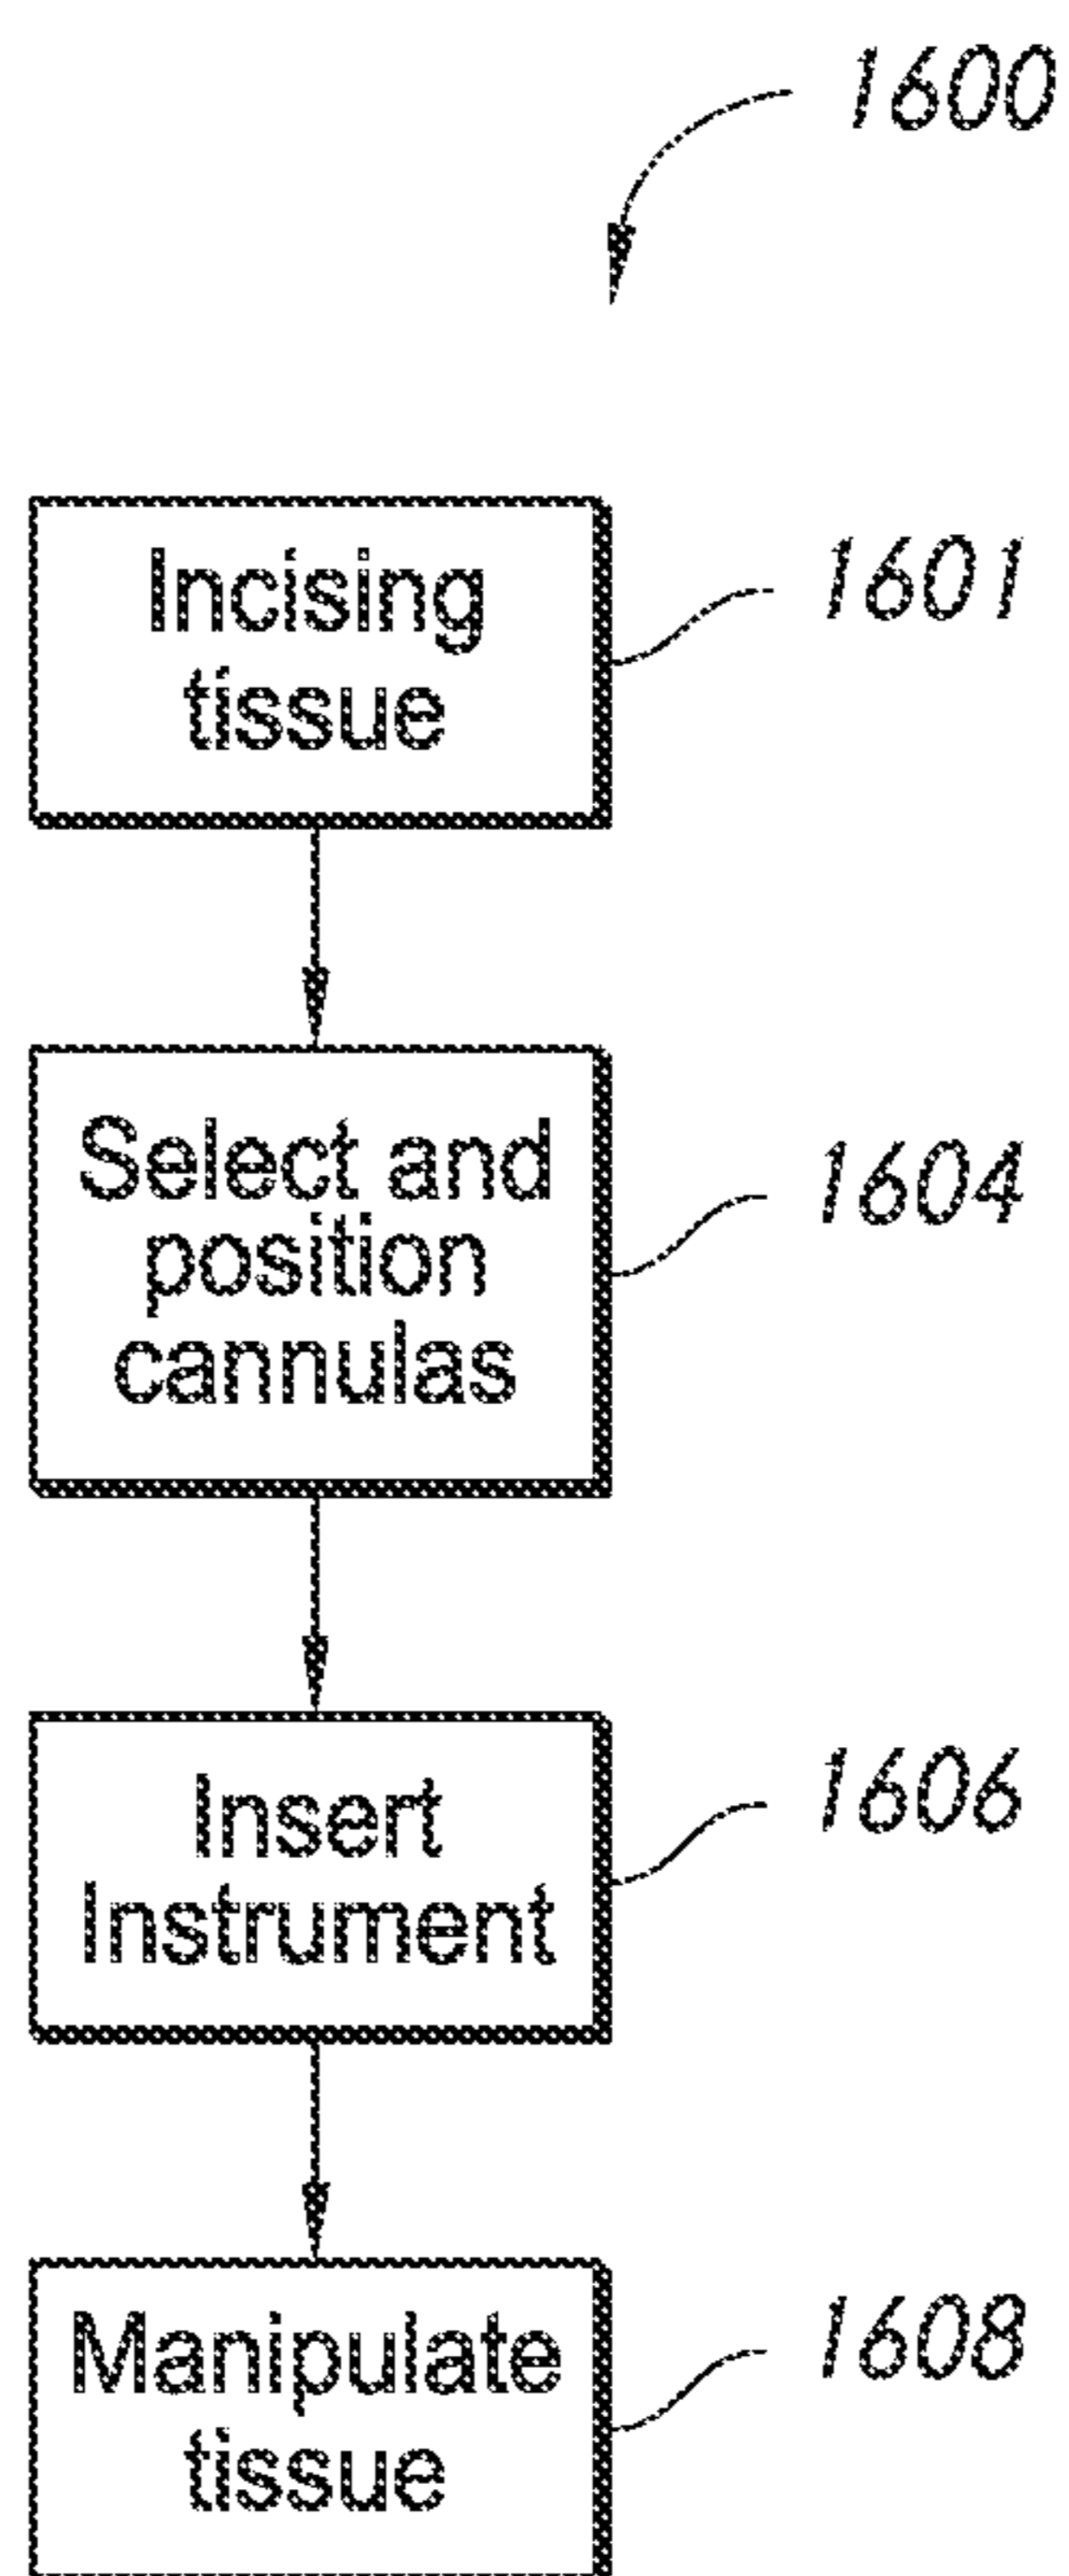 1600
Incising
tissue
1601
Select and
position
cannulas
1604
Insert
Instrument
1606
Manipulate
tissue
1608